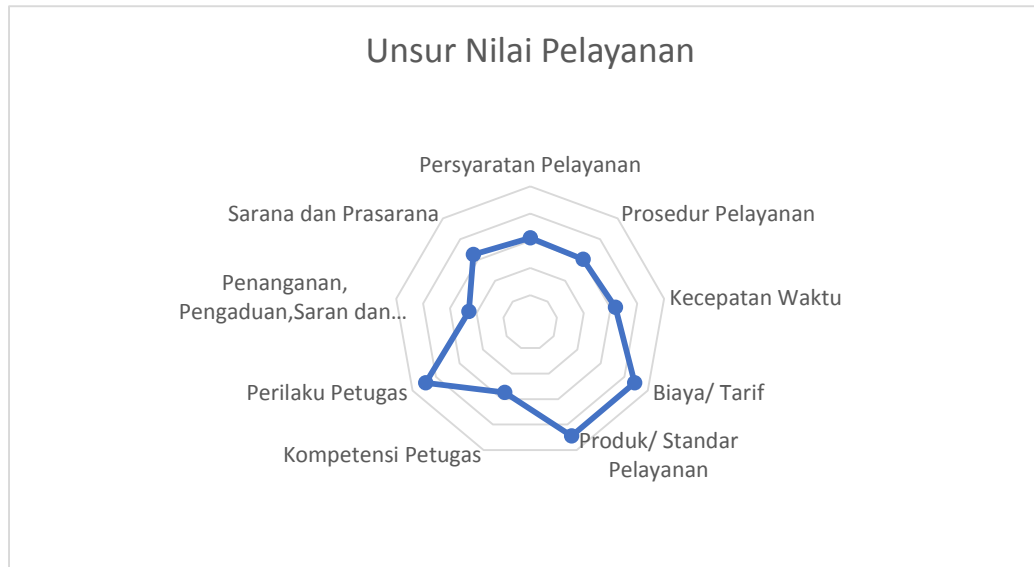 Unsur Nilai Pelayanan
Persyaratan Pelayanan
Prosedur Pelayanan
Kecepatan Waktu
Biaya/ Tarif
Produk/ Standar
Pelayanan
Kompetensi Petugas
Perilaku Petugas
Penanganan,
Pengaduan,Saran dan...
Sarana dan Prasarana